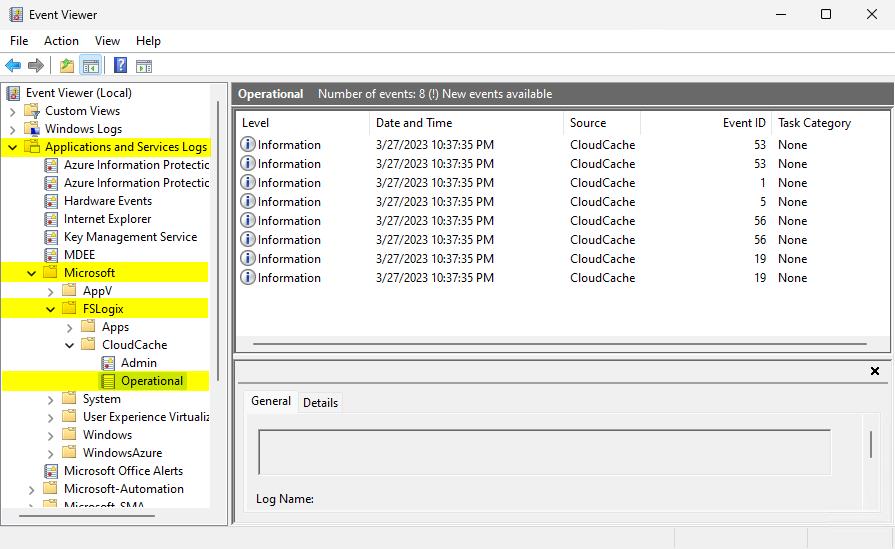 Event Viewer
File Action View Help
Event Viewer (Local)
Custom Views
Windows Logs
Applications and Services Logs
Azure Information Protectic
Azure Information Protectic
Hardware Events
Internet Explorer
Key Management Service
MDEE
Microsoft
AppV
FSLogix
Apps
CloudCache
Admin
Operational
System
User Experience Virtualiz
Windows
WindowsAzure
Microsoft Office Alerts
Microsoft-Automation
Microsoft-SMA
Operational Number of events: 8 (!) New events available
Level Date and Time Source Event ID Task Category
Information 3/27/2023 10:37:35 PM CloudCache 53 None
Information 3/27/2023 10:37:35 PM CloudCache 53 None
Information 3/27/2023 10:37:35 PM CloudCache 1 None
Information 3/27/2023 10:37:35 PM CloudCache 5 None
Information 3/27/2023 10:37:35 PM CloudCache 56 None
Information 3/27/2023 10:37:35 PM CloudCache 56 None
Information 3/27/2023 10:37:35 PM CloudCache 19 None
Information 3/27/2023 10:37:35 PM CloudCache 19 None
General Details
Log Name: